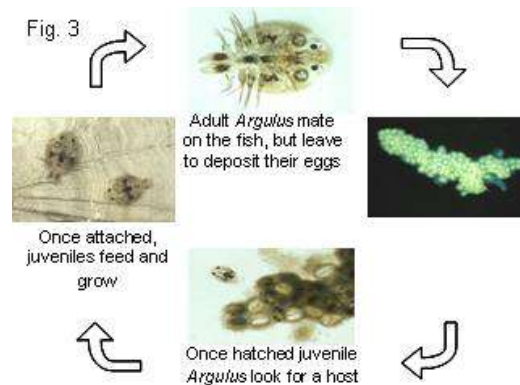 Fig. 3
Adult Argulus mate
on the fish, but leave
to deposit their eggs
Once attached,
juveniles feed and
grow
Once hatched juvenile
Argulus look for a host